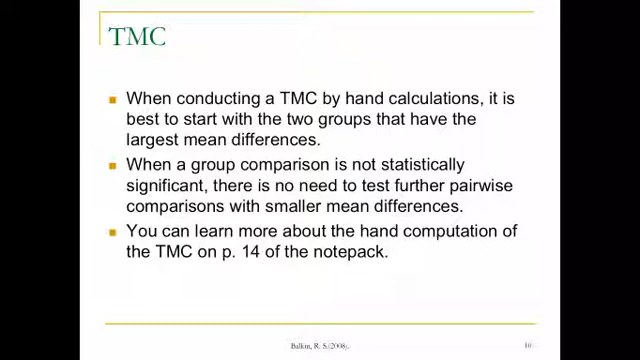 TMC
When conducting a TMC by hand calculations, it is
best to start with the two groups that have the
largest mean differences.
When a group comparison is not statistically
significant, there is no need to test further pairwise
comparisons with smaller mean differences.
You can learn more about the hand computation of
the TMC on p. 14 of the notepack.
Balkin, R. S.(2008).
10